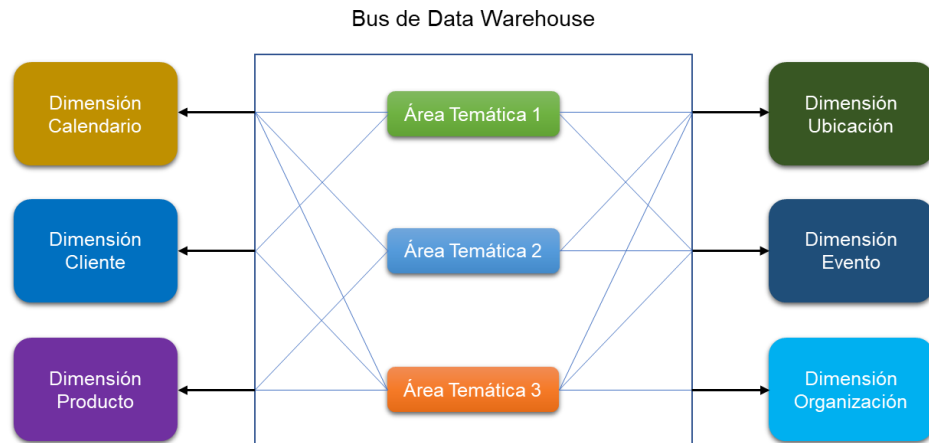 Bus de Data Warehouse
Dimensión
Calendario
Área Temática 1
Dimensión
Ubicación
Dimensión
Cliente
Área Temática 2
Dimensión
Evento
Dimensión
Producto
Área Temática 3
Dimensión
Organización